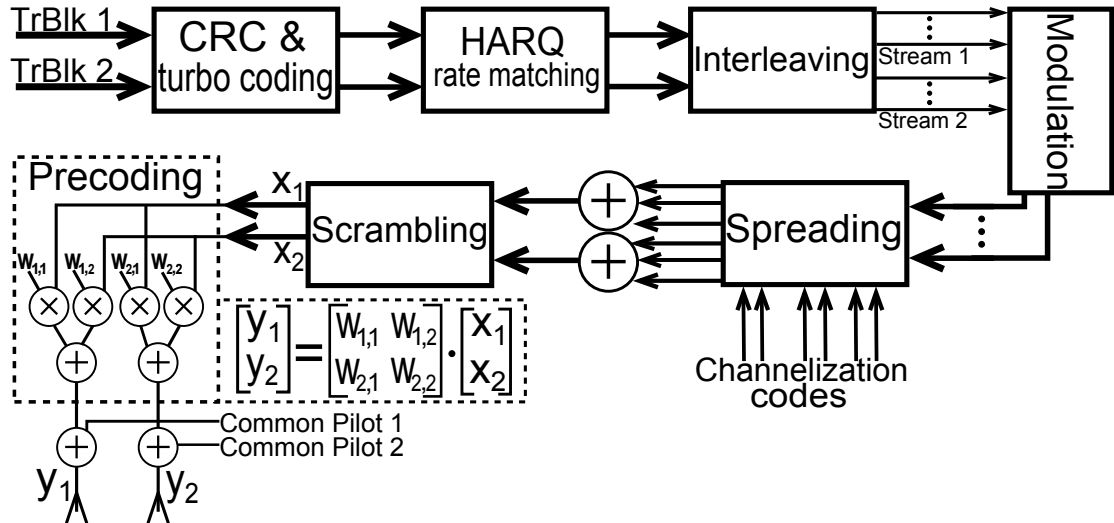 TrBlk 1
TrBlk 2
CRC &
turbo coding
HARQ
rate matching
Interleaving
Stream 1
Stream 2
Modulation
Precoding
x1
x2
Scrambling
+
+
Spreading
Channelization
codes
w1,1 w1,2 w2,1 w2,2
× × × ×
+ +
[y1 y2] = [w1,1 w1,2 w2,1 w2,2] · [x1 x2]
Common Pilot 1
Common Pilot 2
+ +
y1 y2